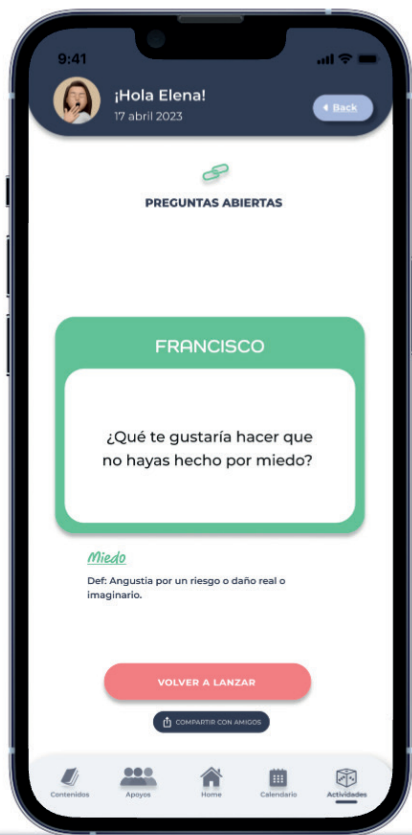 9:41
¡Hola Elena!
17 abril 2023
Back
PREGUNTAS ABIERTAS
FRANCISCO
¿Qué te gustaría hacer que
no hayas hecho por miedo?
Miedo
Def: Angustia por un riesgo o daño real o
imaginario.
VOLVER A LANZAR
COMPARTIR CON AMIGOS
Contenidos Apoyos Home Calendario Actividades